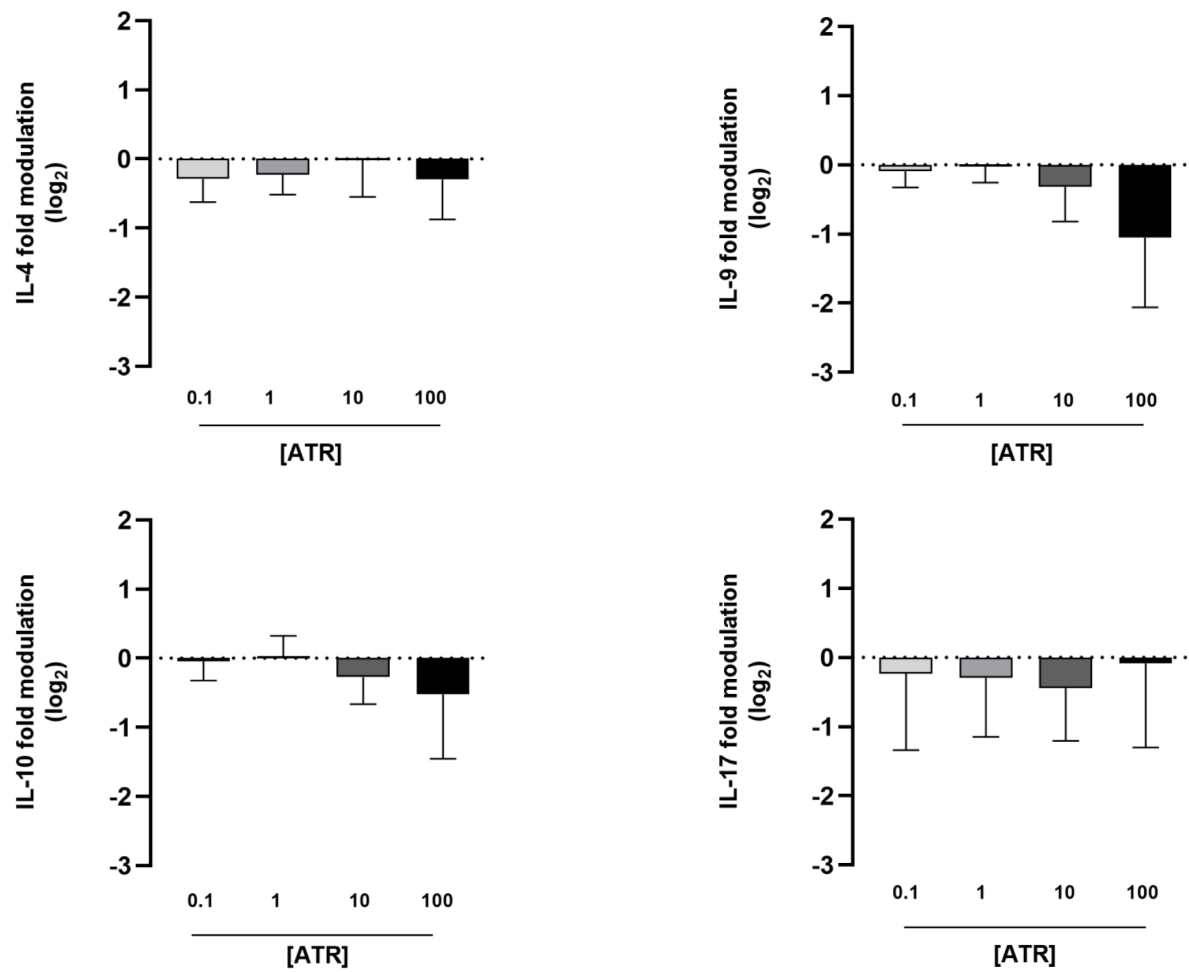 IL-4 fold modulation
(log2)
2
1
0
-1
-2
-3
0.1 1 10 100
[ATR]
IL-9 fold modulation
(log2)
2
1
0
-1
-2
-3
0.1 1 10 100
[ATR]
IL-10 fold modulation
(log2)
2
1
0
-1
-2
-3
0.1 1 10 100
[ATR]
IL-17 fold modulation
(log2)
2
1
0
-1
-2
-3
0.1 1 10 100
[ATR]